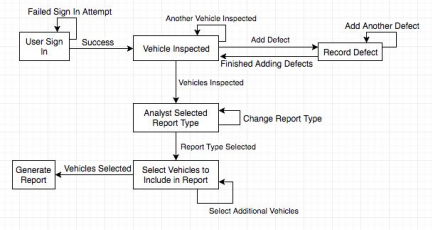 Failed Sign In Attempt
Another Vehicle Inspected
Add Another Defect
User Sign
In
Success
Vehicle Inspected
Add Defect
Record Defect
Finished Adding Defects
Vehicles Inspected
Analyst Selected
Report Type
Change Report Type
Report Type Selected
Generate
Report
Vehicles Selected
Select Vehicles to
Include in Report
Select Additional Vehicles